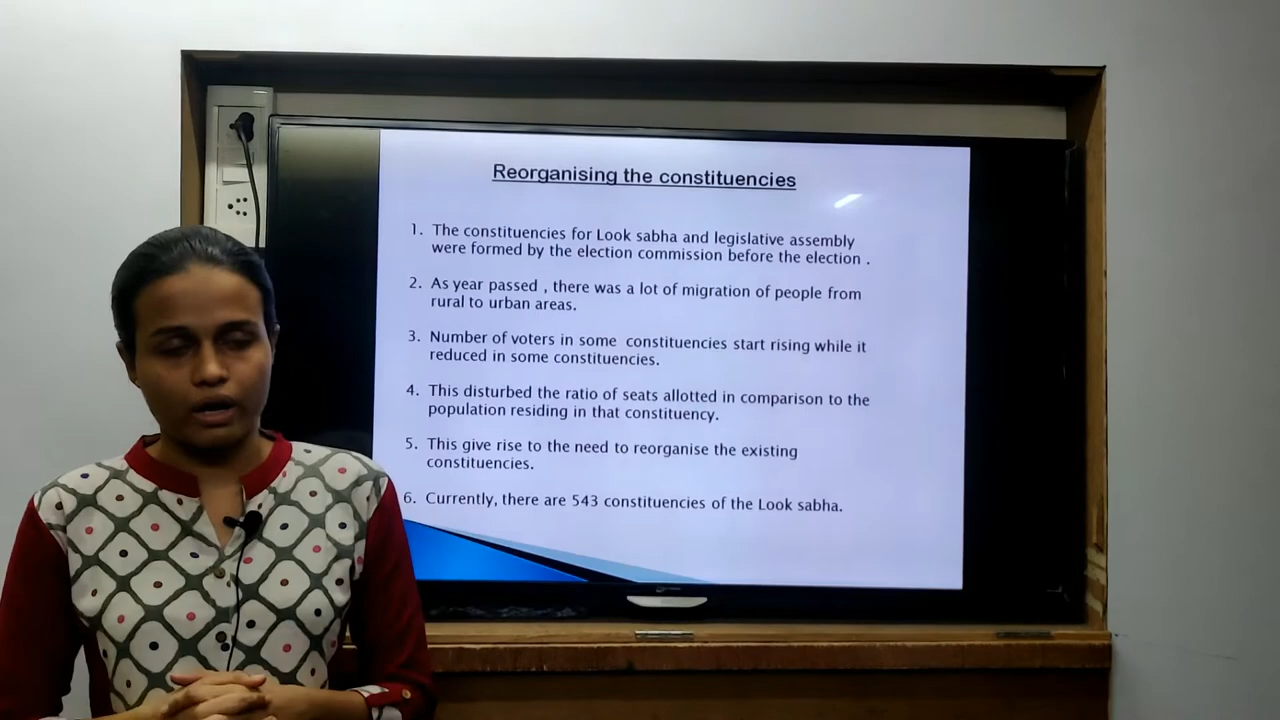 Reorganising the constituencies
1. The constituencies for Look sabha and legislative assembly
were formed by the election commission before the election .
2. As year passed , there was a lot of migration of people from
rural to urban areas.
3. Number of voters in some constituencies start rising while it
reduced in some constituencies.
4. This disturbed the ratio of seats allotted in comparison to the
population residing in that constituency.
5. This give rise to the need to reorganise the existing
constituencies.
6. Currently, there are 543 constituencies of the Look sabha.